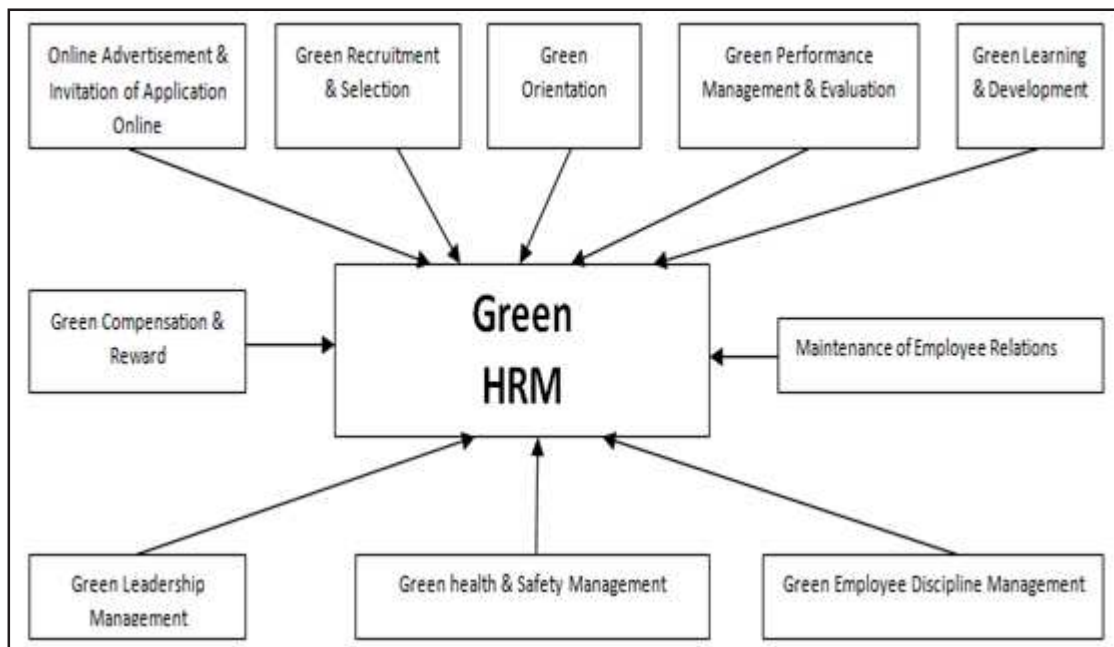 Online Advertisement &
Invitation of Application
Online
Green Recruitment
& Selection
Green
Orientation
Green Performance
Management & Evaluation
Green Learning
& Development
Green Compensation &
Reward
Green
HRM
Maintenance of Employee Relations
Green Leadership
Management
Green health & Safety Management
Green Employee Discipline Management